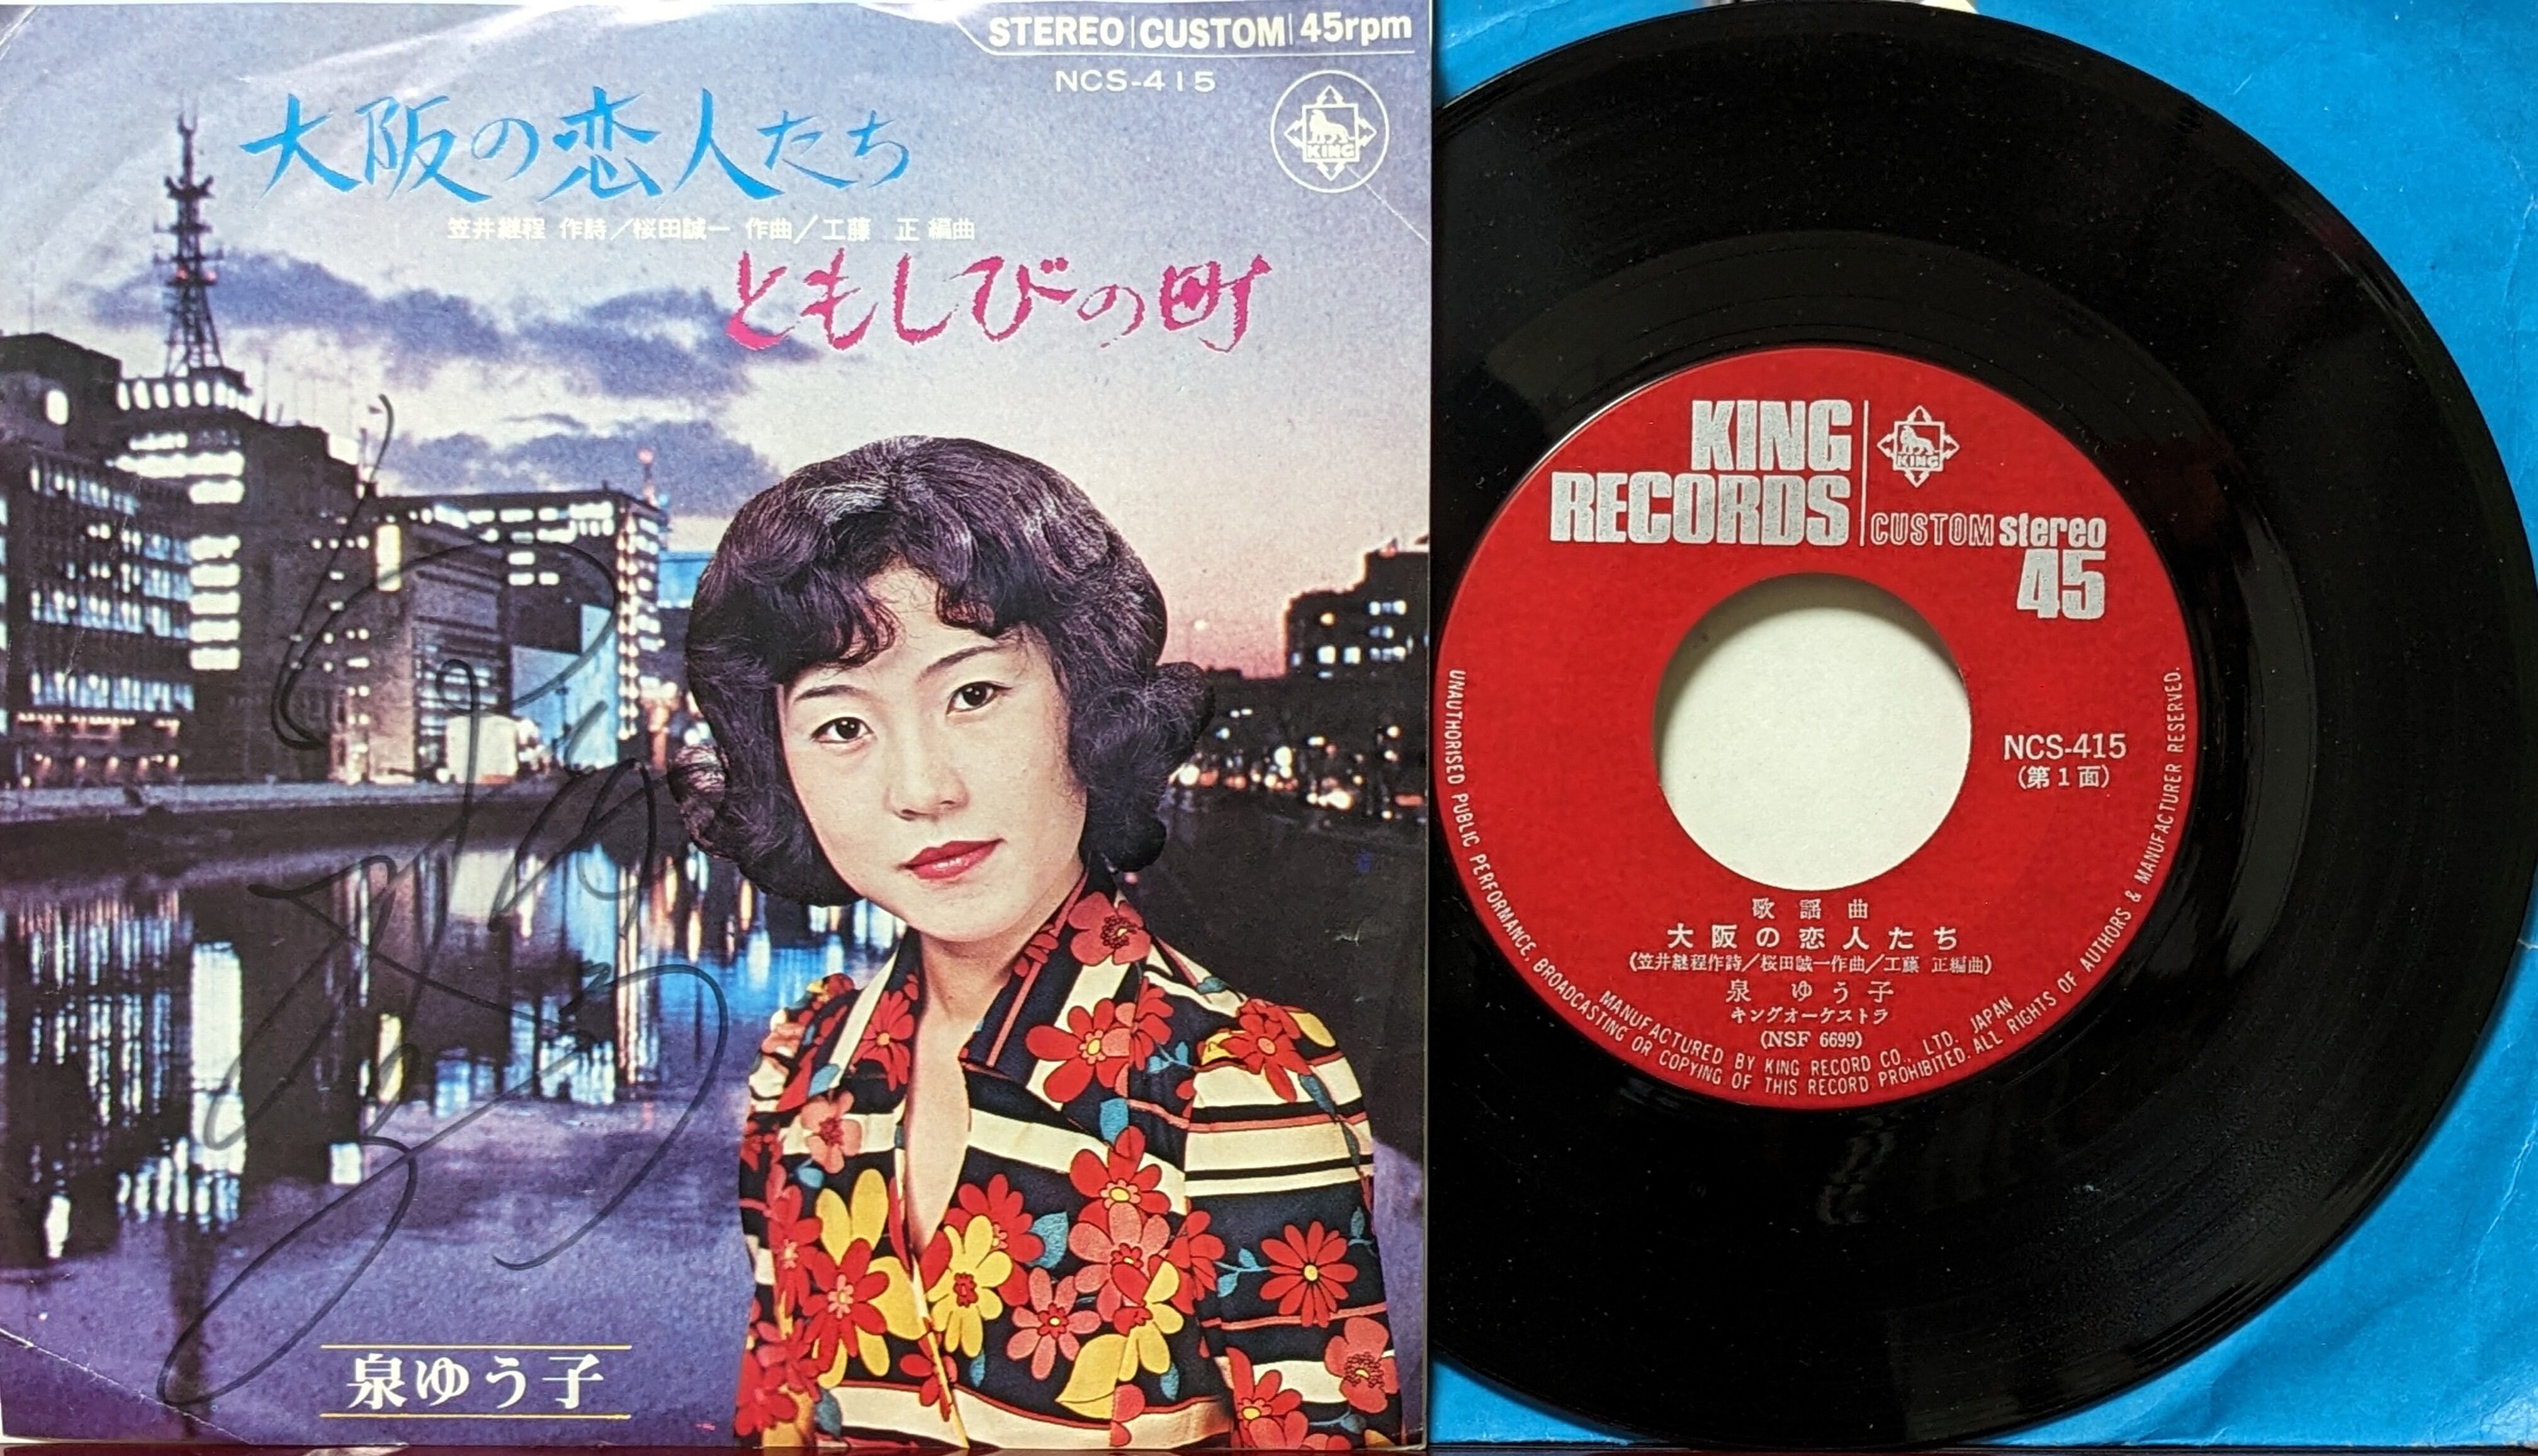 STEREO CUSTOM 45rpm
NCS-415
KING
大阪の恋人たち
笠井継程 作詩／桜田誠一 作曲／工藤 正 編曲
ともしびの町
泉ゆう子
KING
RECORDS
KING
CUSTOM stereo
45
NCS-415
(第1面)
歌謡曲
大阪の恋人たち
(笠井継程作詩／桜田誠一作曲／工藤 正編曲)
泉 ゆう子
キングオーケストラ
(NSF 6699)
MANUFACTURED BY KING RECORD CO., LTD. JAPAN
UNAUTHORISED PUBLIC PERFORMANCE, BROADCASTING OR COPYING OF THIS RECORD PROHIBITED. ALL RIGHTS OF AUTHORS & MANUFACTURER RESERVED.